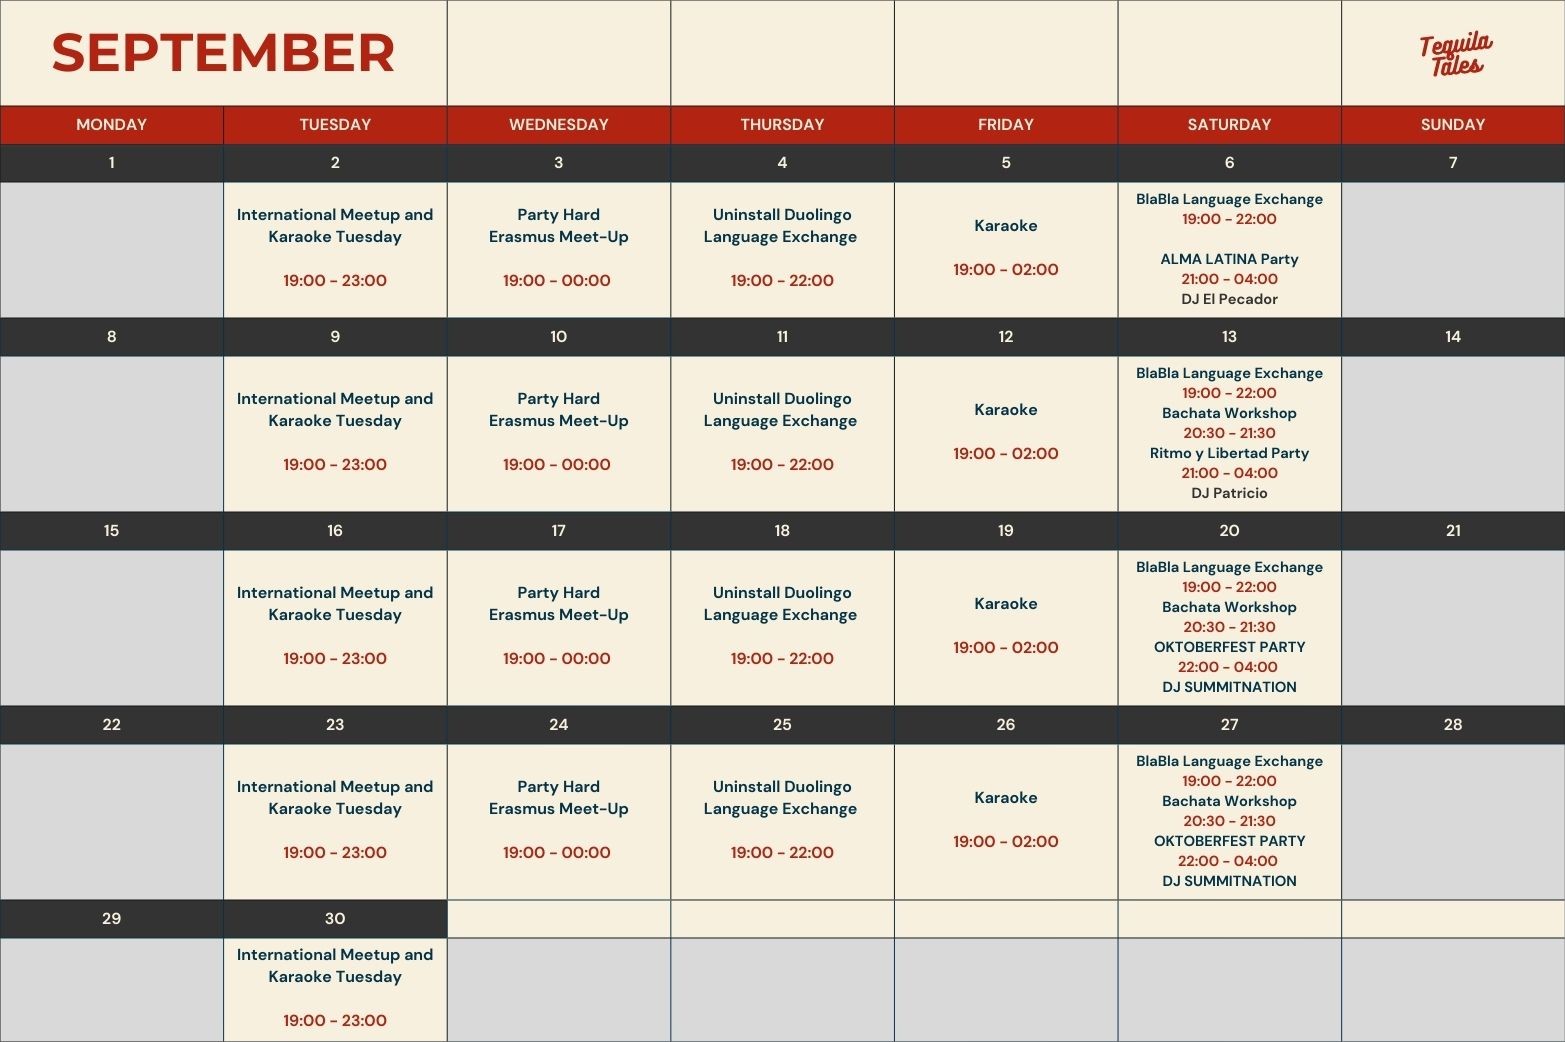 SEPTEMBER
Tequila
Tales
MONDAY TUESDAY WEDNESDAY THURSDAY FRIDAY SATURDAY SUNDAY
1 2 3 4 5 6 7
International Meetup and
Karaoke Tuesday
19:00 - 23:00
Party Hard
Erasmus Meet-Up
19:00 - 00:00
Uninstall Duolingo
Language Exchange
19:00 - 22:00
Karaoke
19:00 - 02:00
BlaBla Language Exchange
19:00 - 22:00
ALMA LATINA Party
21:00 - 04:00
DJ El Pecador
8 9 10 11 12 13 14
International Meetup and
Karaoke Tuesday
19:00 - 23:00
Party Hard
Erasmus Meet-Up
19:00 - 00:00
Uninstall Duolingo
Language Exchange
19:00 - 22:00
Karaoke
19:00 - 02:00
BlaBla Language Exchange
19:00 - 22:00
Bachata Workshop
20:30 - 21:30
Ritmo y Libertad Party
21:00 - 04:00
DJ Patricio
15 16 17 18 19 20 21
International Meetup and
Karaoke Tuesday
19:00 - 23:00
Party Hard
Erasmus Meet-Up
19:00 - 00:00
Uninstall Duolingo
Language Exchange
19:00 - 22:00
Karaoke
19:00 - 02:00
BlaBla Language Exchange
19:00 - 22:00
Bachata Workshop
20:30 - 21:30
OKTOBERFEST PARTY
22:00 - 04:00
DJ SUMMITNATION
22 23 24 25 26 27 28
International Meetup and
Karaoke Tuesday
19:00 - 23:00
Party Hard
Erasmus Meet-Up
19:00 - 00:00
Uninstall Duolingo
Language Exchange
19:00 - 22:00
Karaoke
19:00 - 02:00
BlaBla Language Exchange
19:00 - 22:00
Bachata Workshop
20:30 - 21:30
OKTOBERFEST PARTY
22:00 - 04:00
DJ SUMMITNATION
29 30
International Meetup and
Karaoke Tuesday
19:00 - 23:00